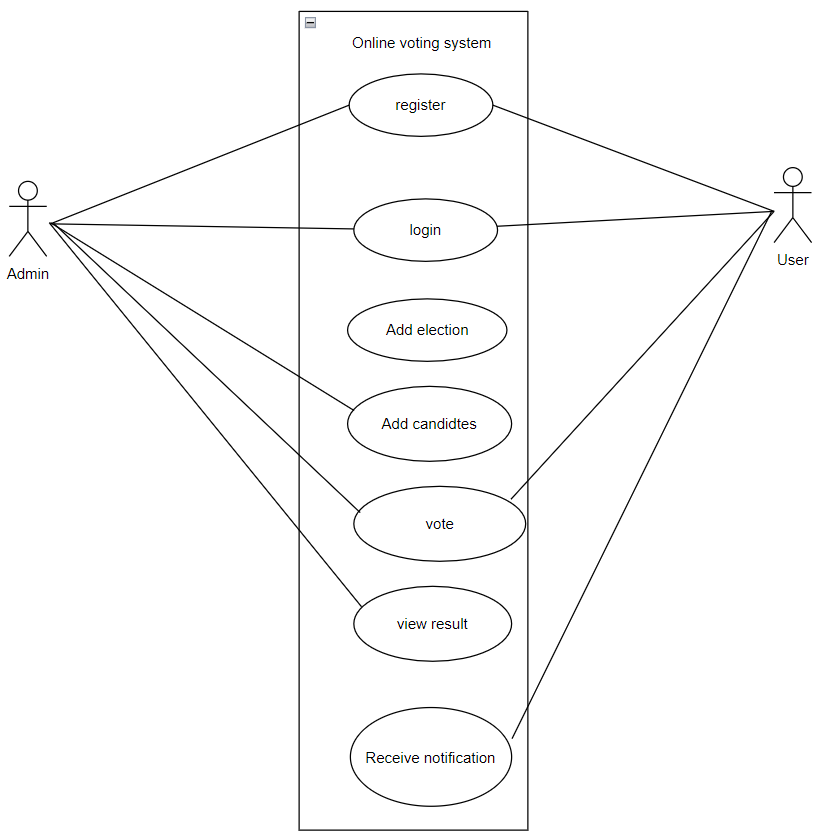 Online voting system
register
login
Add election
Add candidtes
vote
view result
Receive notification
Admin
User